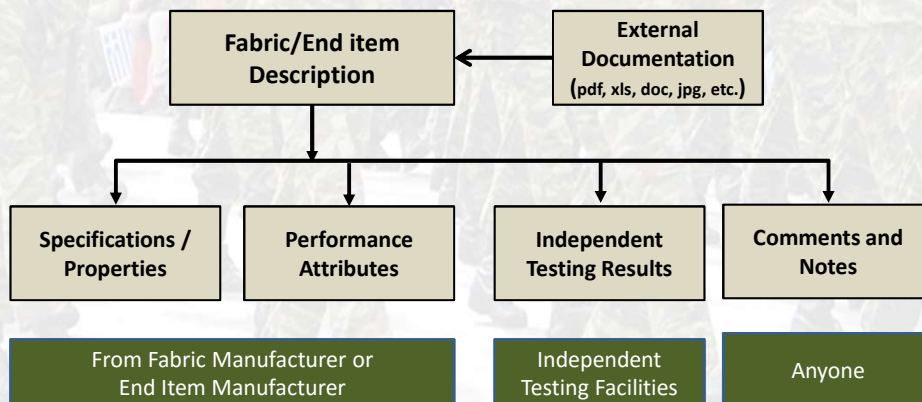 Fabric/End item
Description
External
Documentation
(pdf, xls, doc, jpg, etc.)
Specifications /
Properties
Performance
Attributes
Independent
Testing Results
Comments and
Notes
From Fabric Manufacturer or
End Item Manufacturer
Independent
Testing Facilities
Anyone